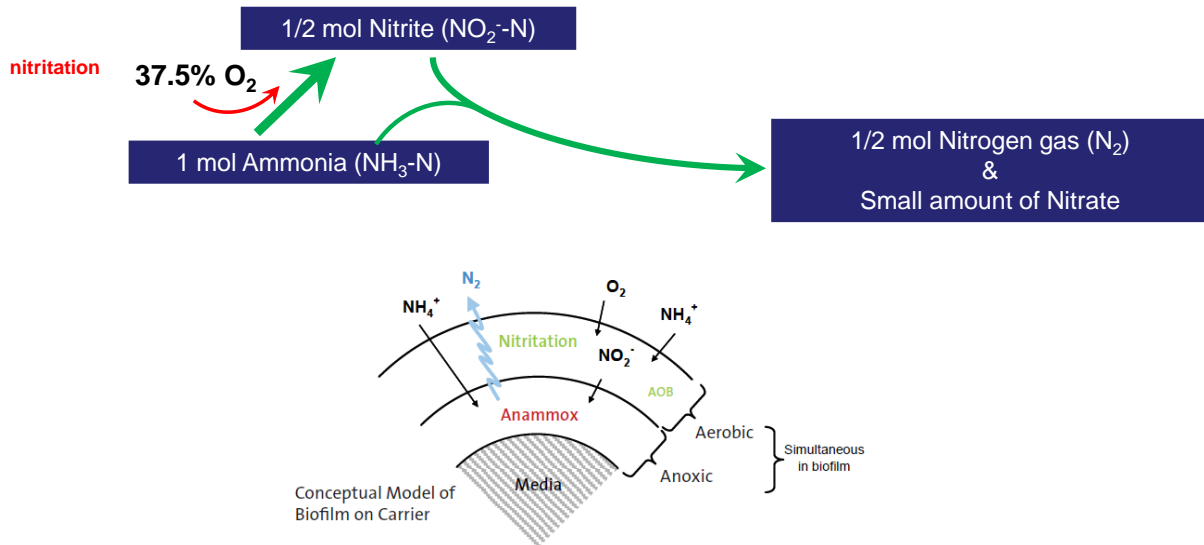 1/2 mol Nitrite (NO₂⁻-N)
nitritation
37.5% O₂
1 mol Ammonia (NH₃-N)
1/2 mol Nitrogen gas (N₂)
&
Small amount of Nitrate
N₂
O₂
NH₄⁺
NH₄⁺
Nitritation
NO₂⁻
AOB
Anammox
Aerobic
Simultaneous
in biofilm
Anoxic
Media
Conceptual Model of
Biofilm on Carrier